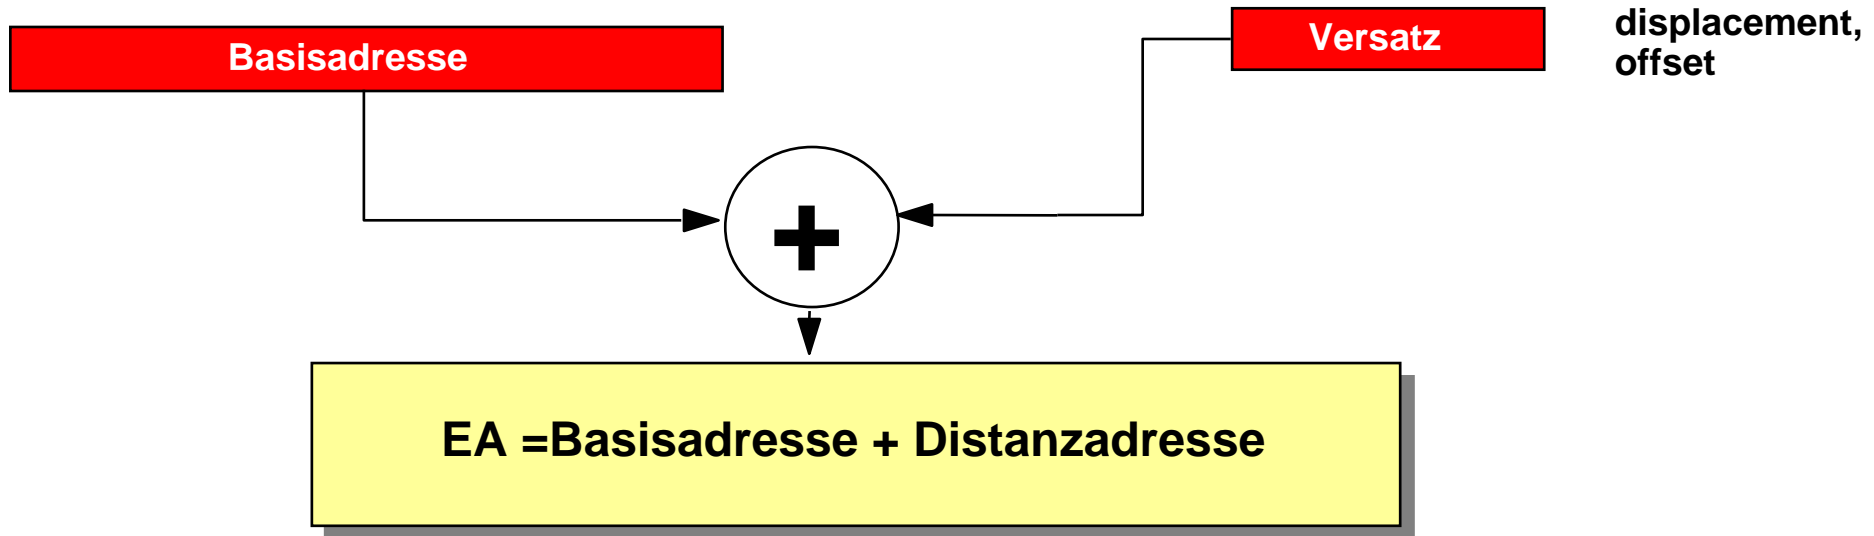 Basisadresse
Versatz
displacement,
offset
+
EA =Basisadresse + Distanzadresse